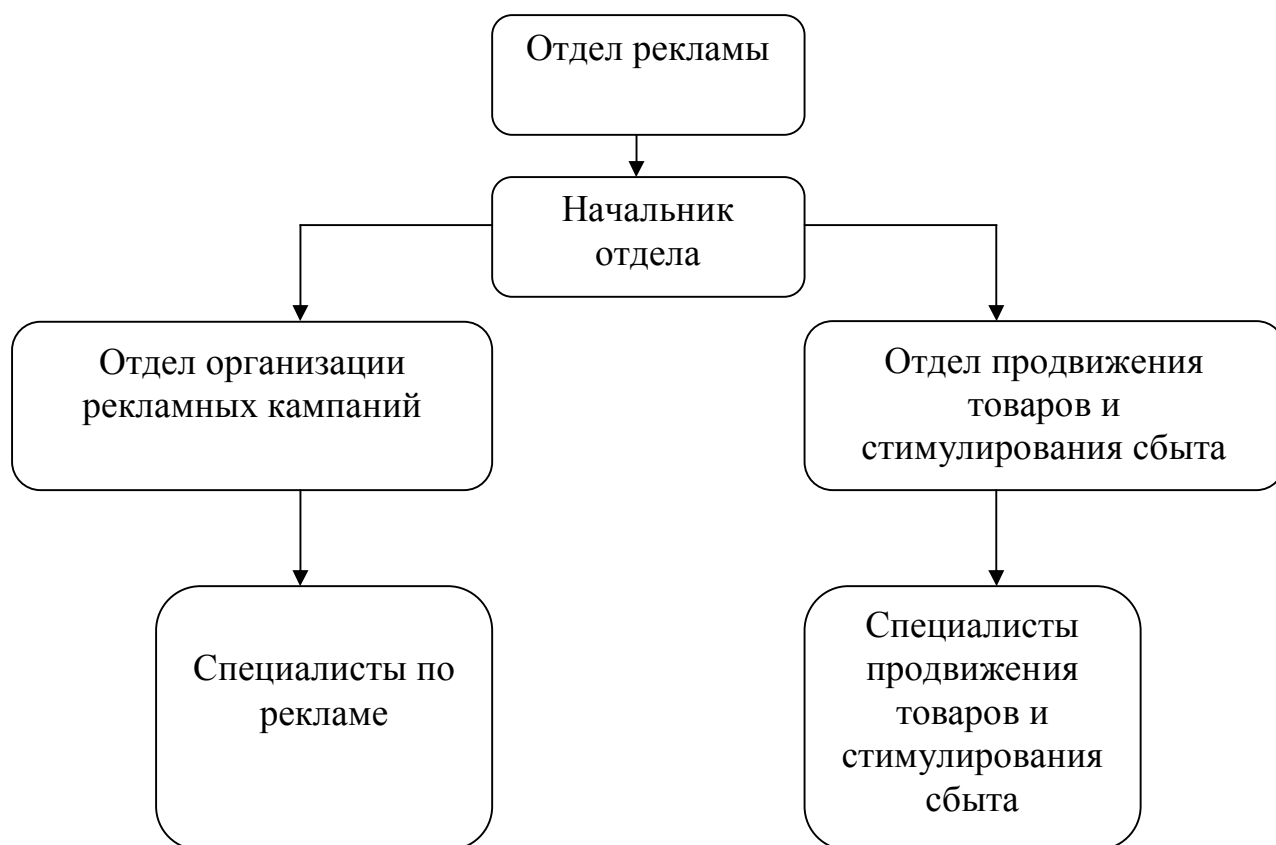 Отдел рекламы
Начальник
отдела
Отдел организации
рекламных кампаний
Отдел продвижения
товаров и
стимулирования сбыта
Специалисты по
рекламе
Специалисты
продвижения
товаров и
стимулирования
сбыта